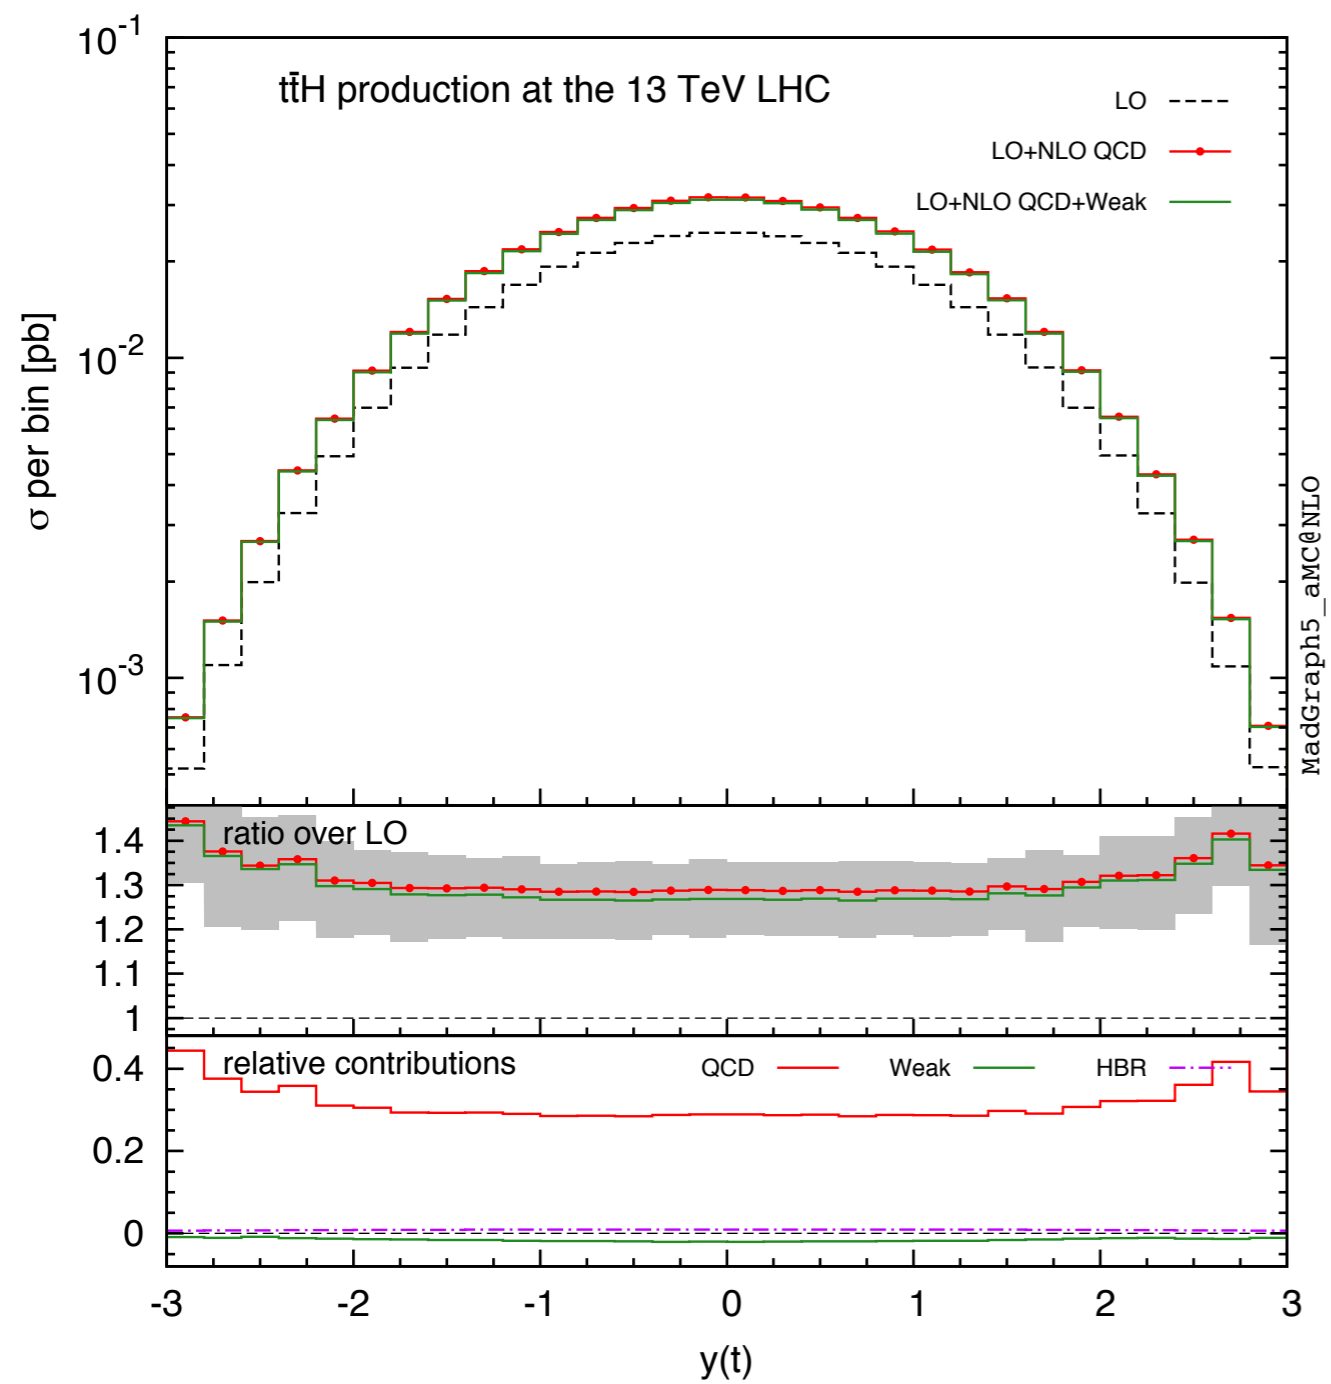 tt̄H production at the 13 TeV LHC
LO
LO+NLO QCD
LO+NLO QCD+Weak
10^-1
10^-2
10^-3
σ per bin [pb]
MadGraph5_aMC@NLO
ratio over LO
1.4
1.3
1.2
1.1
1
relative contributions
QCD
Weak
HBR
0.4
0.2
0
-3 -2 -1 0 1 2 3
y(t)